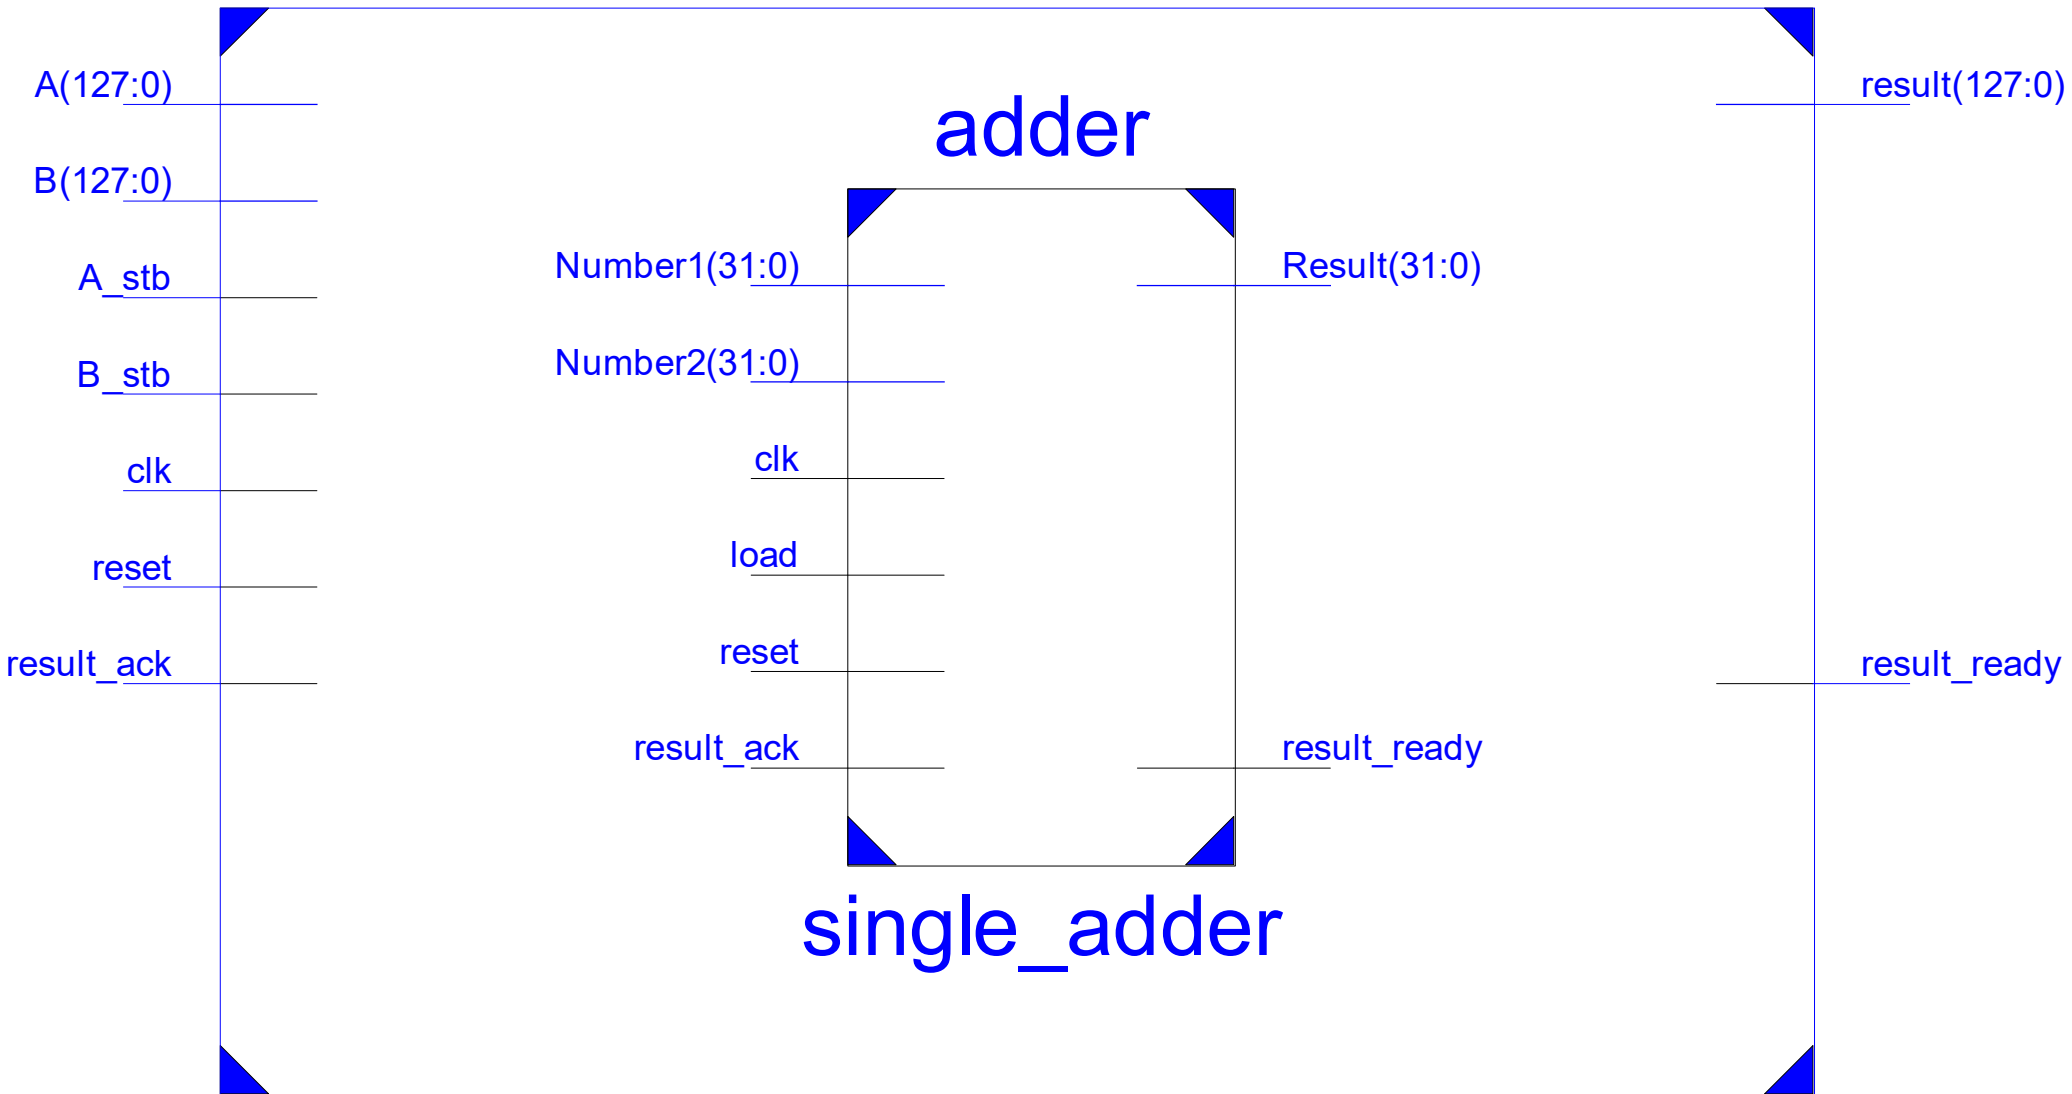 A(127:0)
result(127:0)
adder
B(127:0)
Number1(31:0)
Result(31:0)
A_stb
Number2(31:0)
B_stb
clk
clk
load
reset
reset
result_ack
result_ready
result_ack
result_ready
single_adder